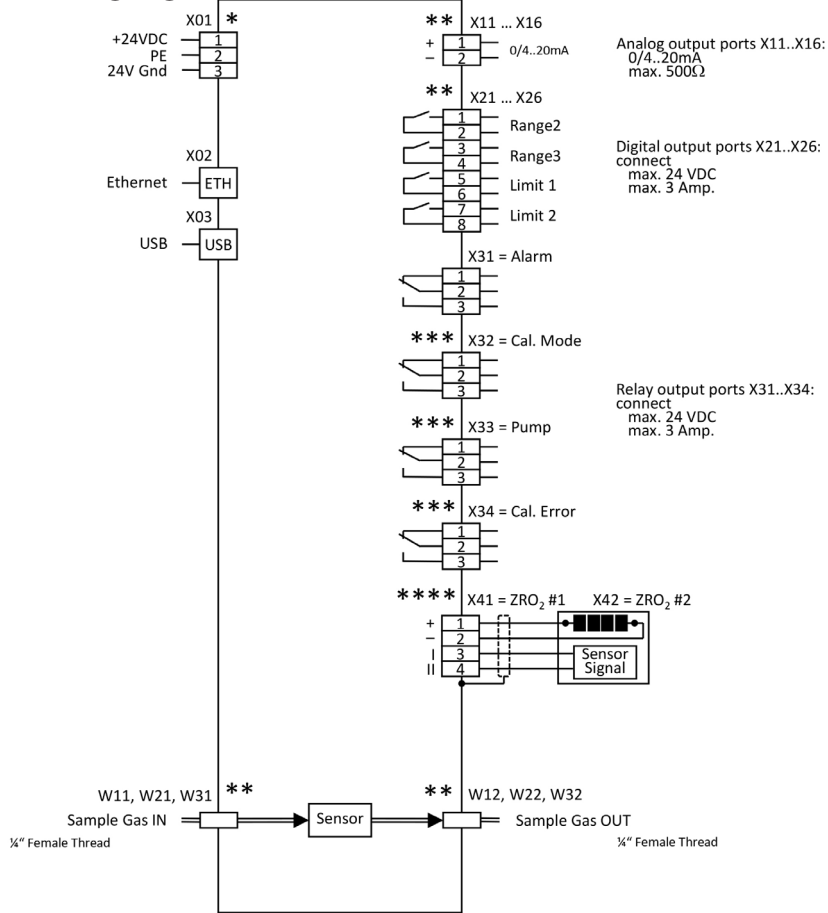 X01 *
+24VDC 1
PE 2
24V Gnd 3
X02
Ethernet ETH
X03
USB USB
** X11 ... X16
+ 1 0/4..20mA
– 2
Analog output ports X11..X16:
0/4..20mA
max. 500Ω
** X21 ... X26
1
2 Range2
3
4 Range3
5
6 Limit 1
7
8 Limit 2
Digital output ports X21..X26:
connect
max. 24 VDC
max. 3 Amp.
X31 = Alarm
1
2
3
*** X32 = Cal. Mode
1
2
3
Relay output ports X31..X34:
connect
max. 24 VDC
max. 3 Amp.
*** X33 = Pump
1
2
3
*** X34 = Cal. Error
1
2
3
**** X41 = ZRO₂ #1 X42 = ZRO₂ #2
+ 1
– 2
I 3
II 4
Sensor
Signal
W11, W21, W31 **
Sample Gas IN
¼“ Female Thread
Sensor
** W12, W22, W32
Sample Gas OUT
¼“ Female Thread